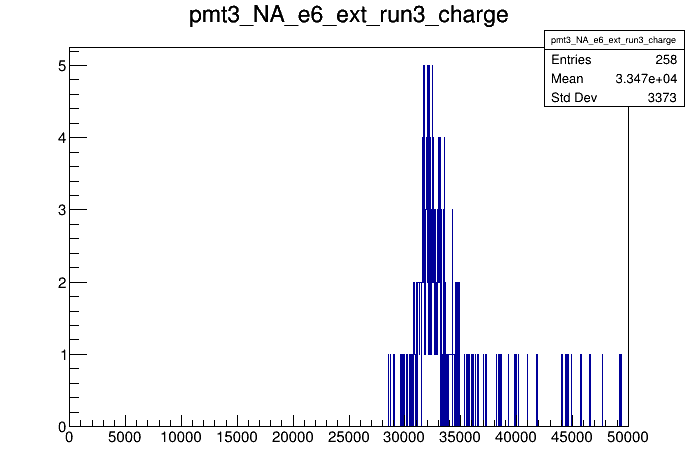 pmt3_NA_e6_ext_run3_charge
pmt3_NA_e6_ext_run3_charge
Entries 258
Mean 3.347e+04
Std Dev 3373
5
4
3
2
1
0
0 5000 10000 15000 20000 25000 30000 35000 40000 45000 50000